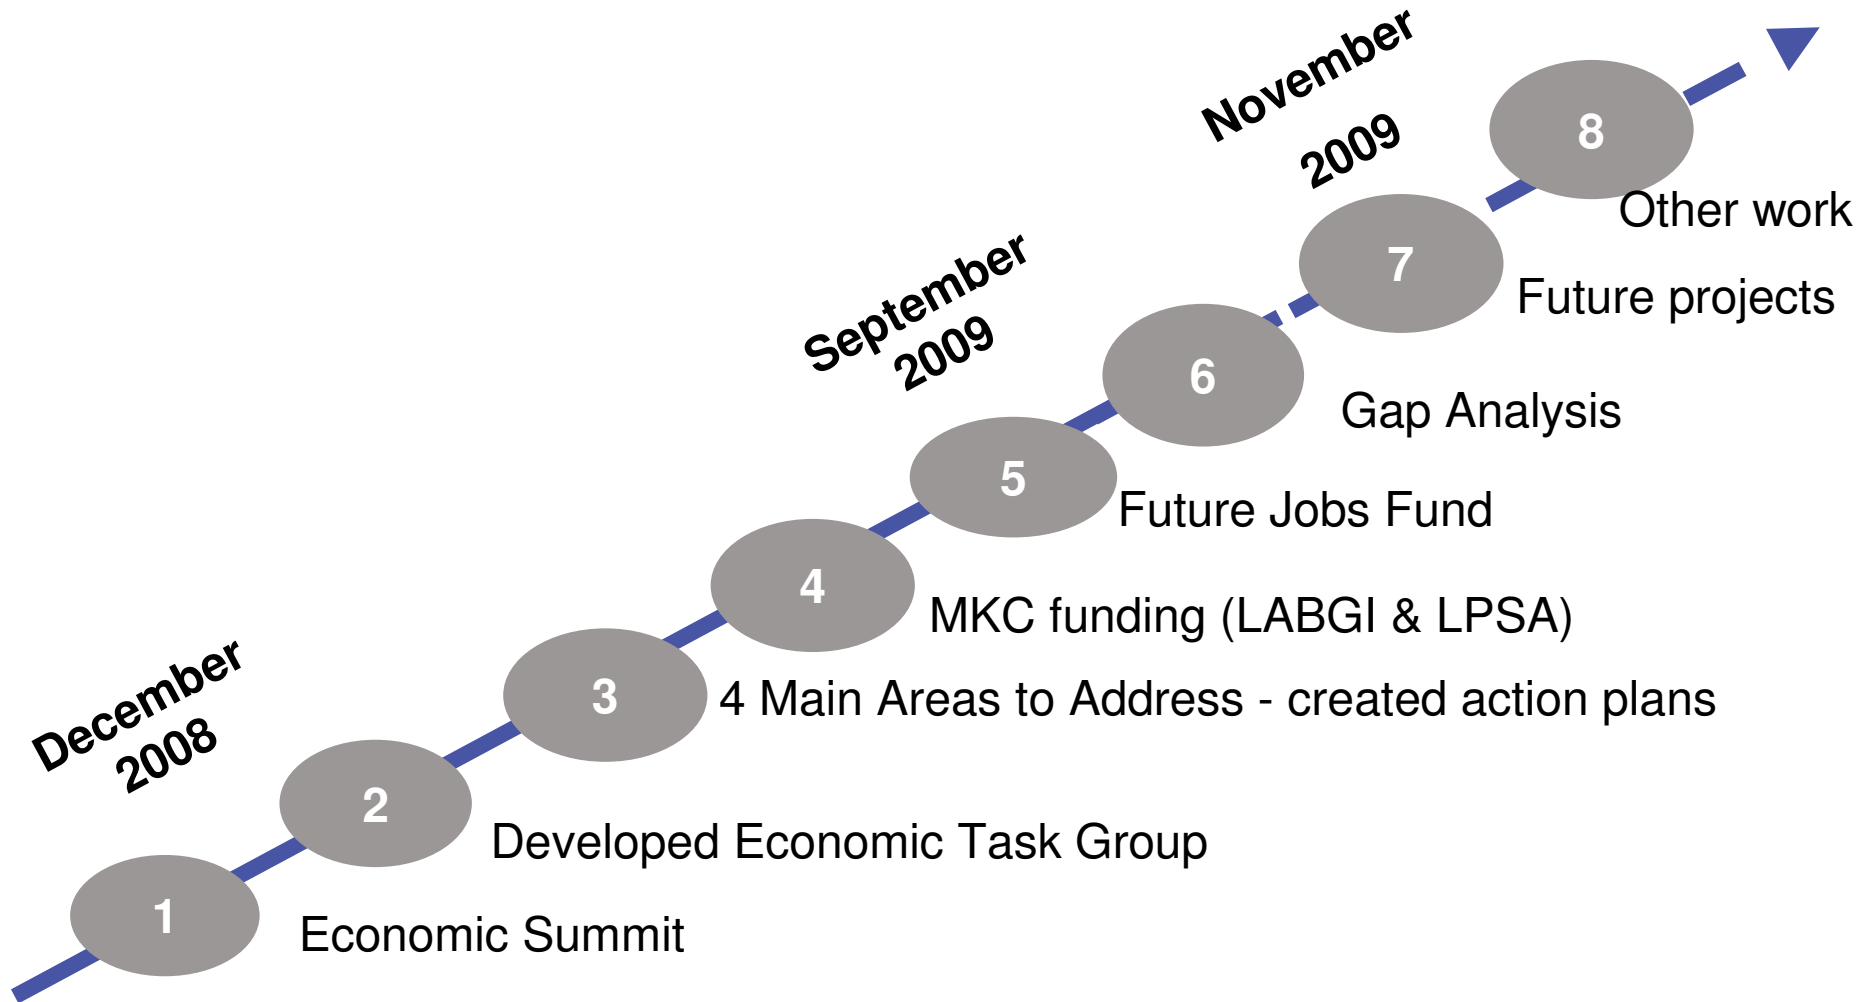 November
2009
8
Other work
7
Future projects
September
2009
6
Gap Analysis
5
Future Jobs Fund
4
MKC funding (LABGI & LPSA)
3
4 Main Areas to Address - created action plans
December
2008
2
Developed Economic Task Group
1
Economic Summit